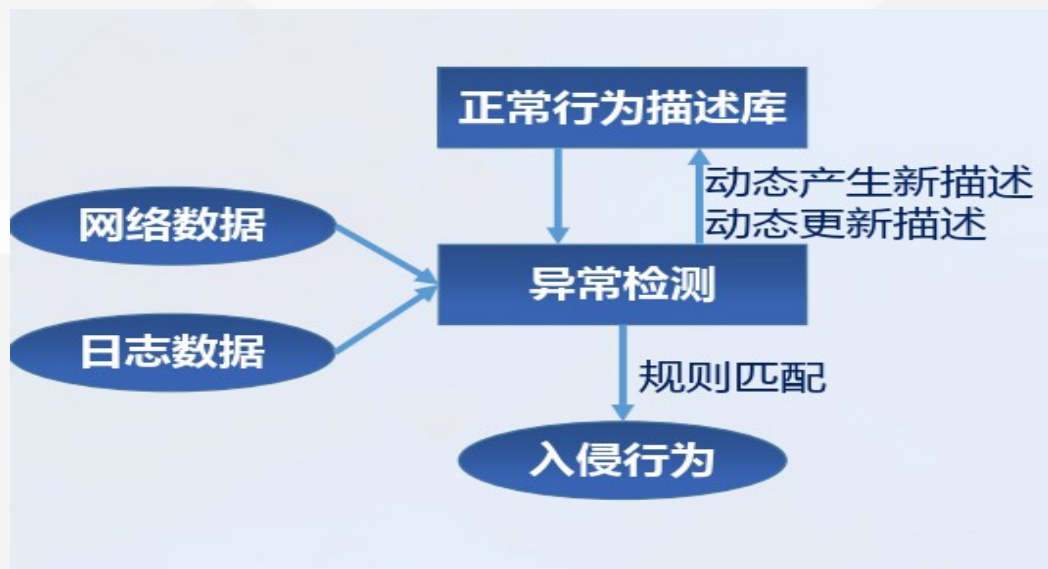 正常行为描述库
动态产生新描述
动态更新描述
网络数据
异常检测
日志数据
规则匹配
入侵行为